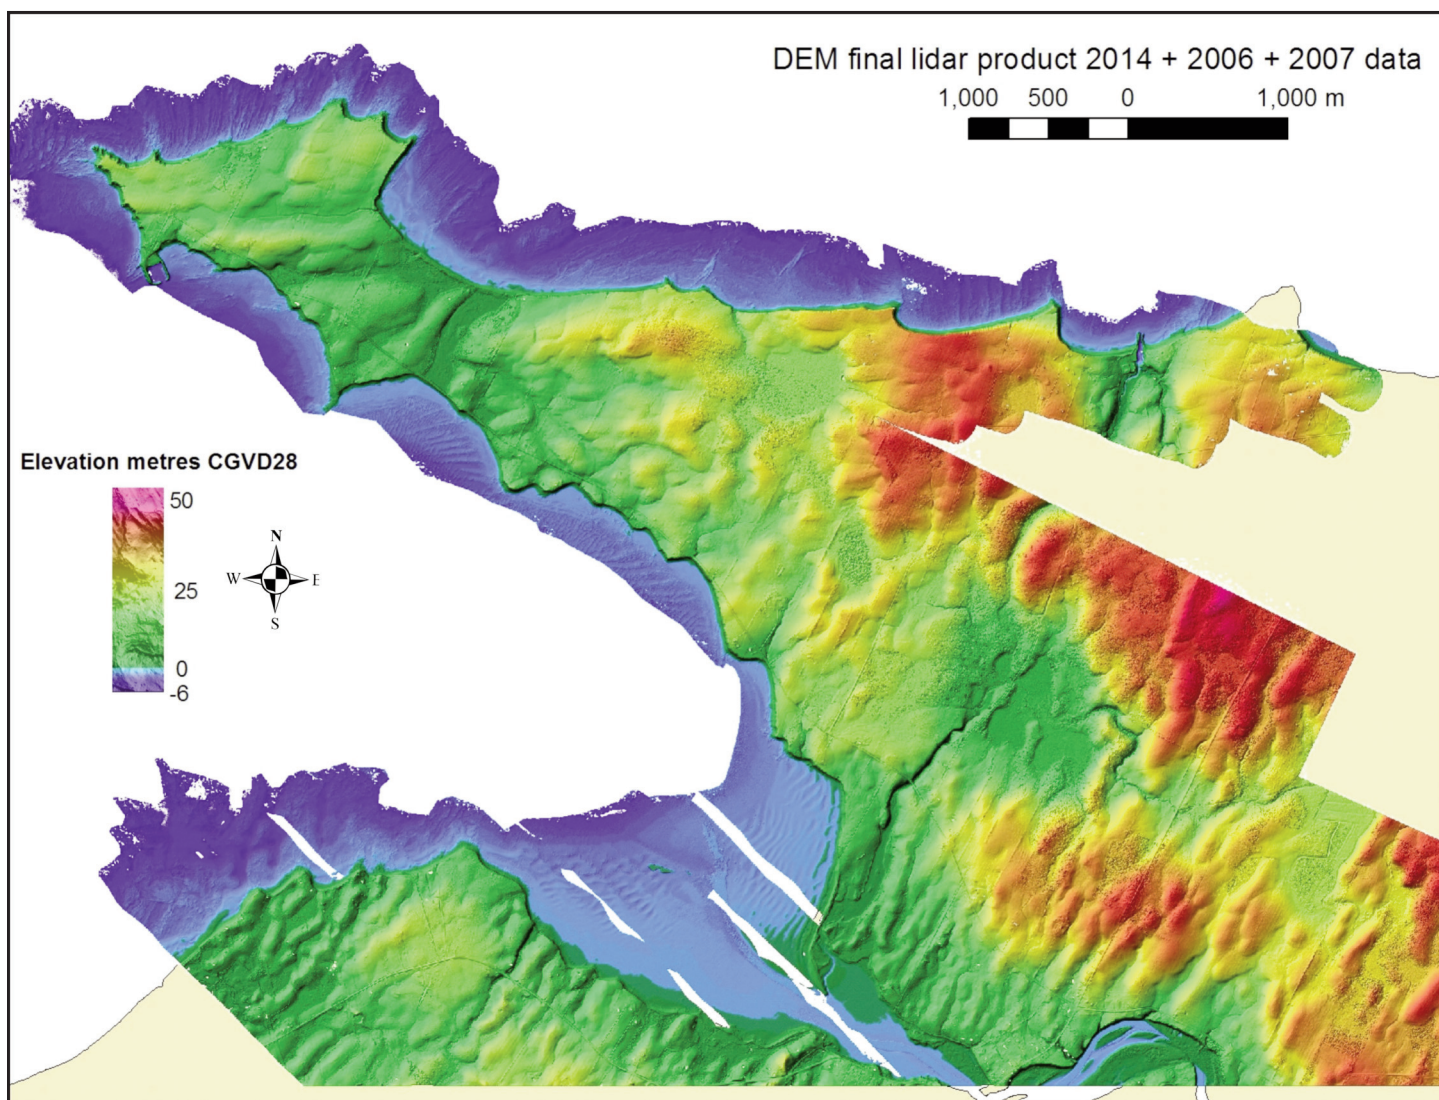 DEM final lidar product 2014 + 2006 + 2007 data
1,000 500 0 1,000 m
Elevation metres CGVD28
50
25
0
-6
N
W E
S